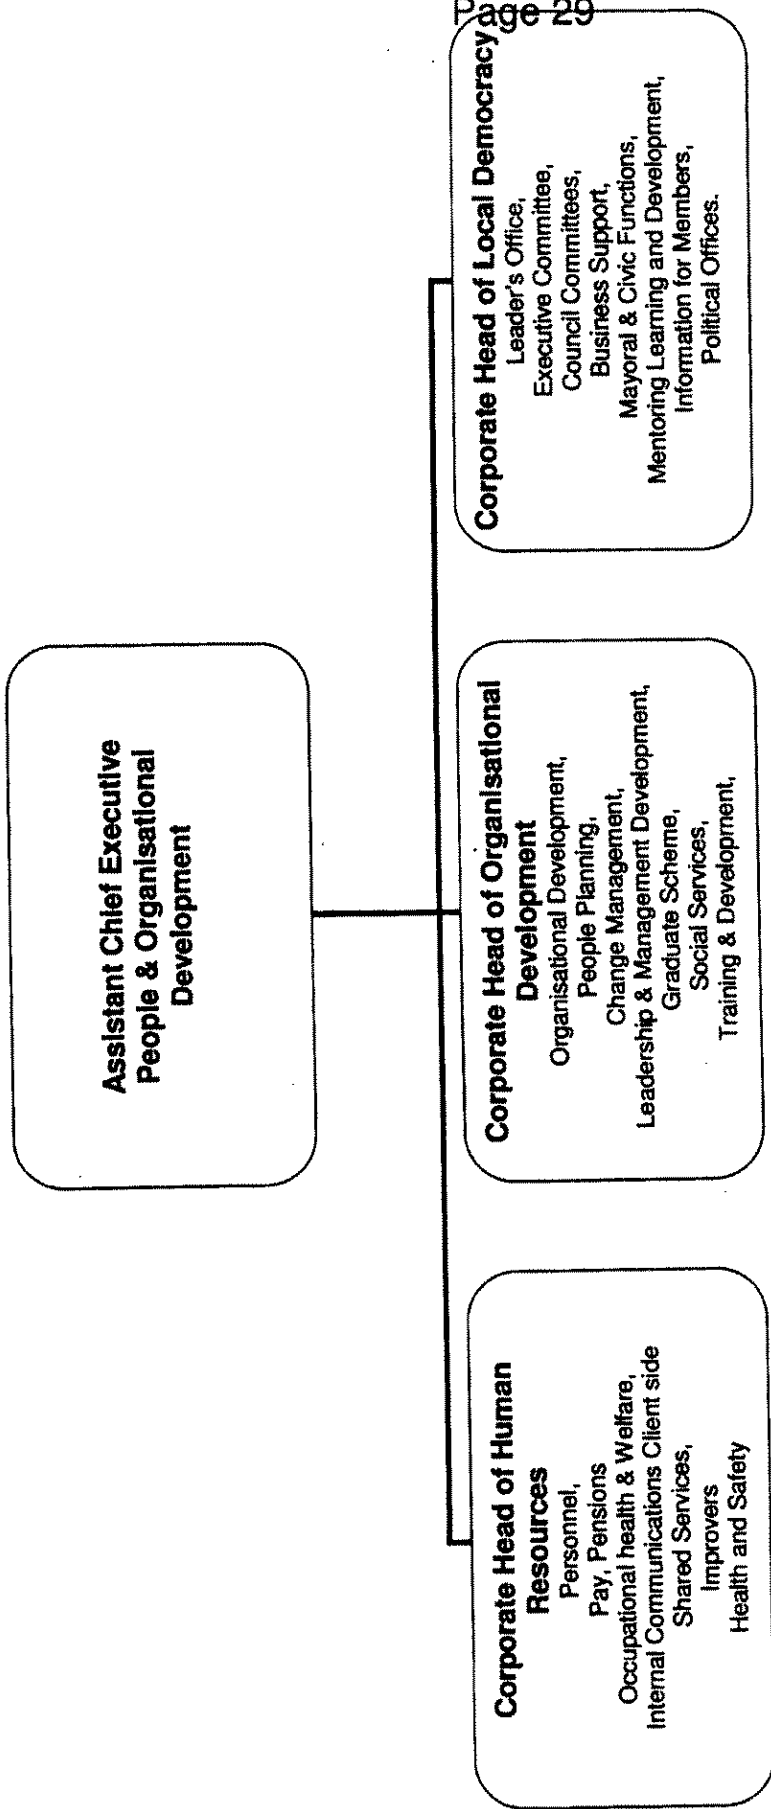 Page 29
Assistant Chief Executive
People & Organisational
Development
Corporate Head of Human
Resources
Personnel,
Pay, Pensions
Occupational health & Welfare,
Internal Communications Client side
Shared Services,
Improvers
Health and Safety
Corporate Head of Organisational
Development
Organisational Development,
People Planning,
Change Management,
Leadership & Management Development,
Graduate Scheme,
Social Services,
Training & Development,
Corporate Head of Local Democracy
Leader's Office,
Executive Committee,
Council Committees,
Business Support,
Mayoral & Civic Functions,
Mentoring Learning and Development,
Information for Members,
Political Offices.